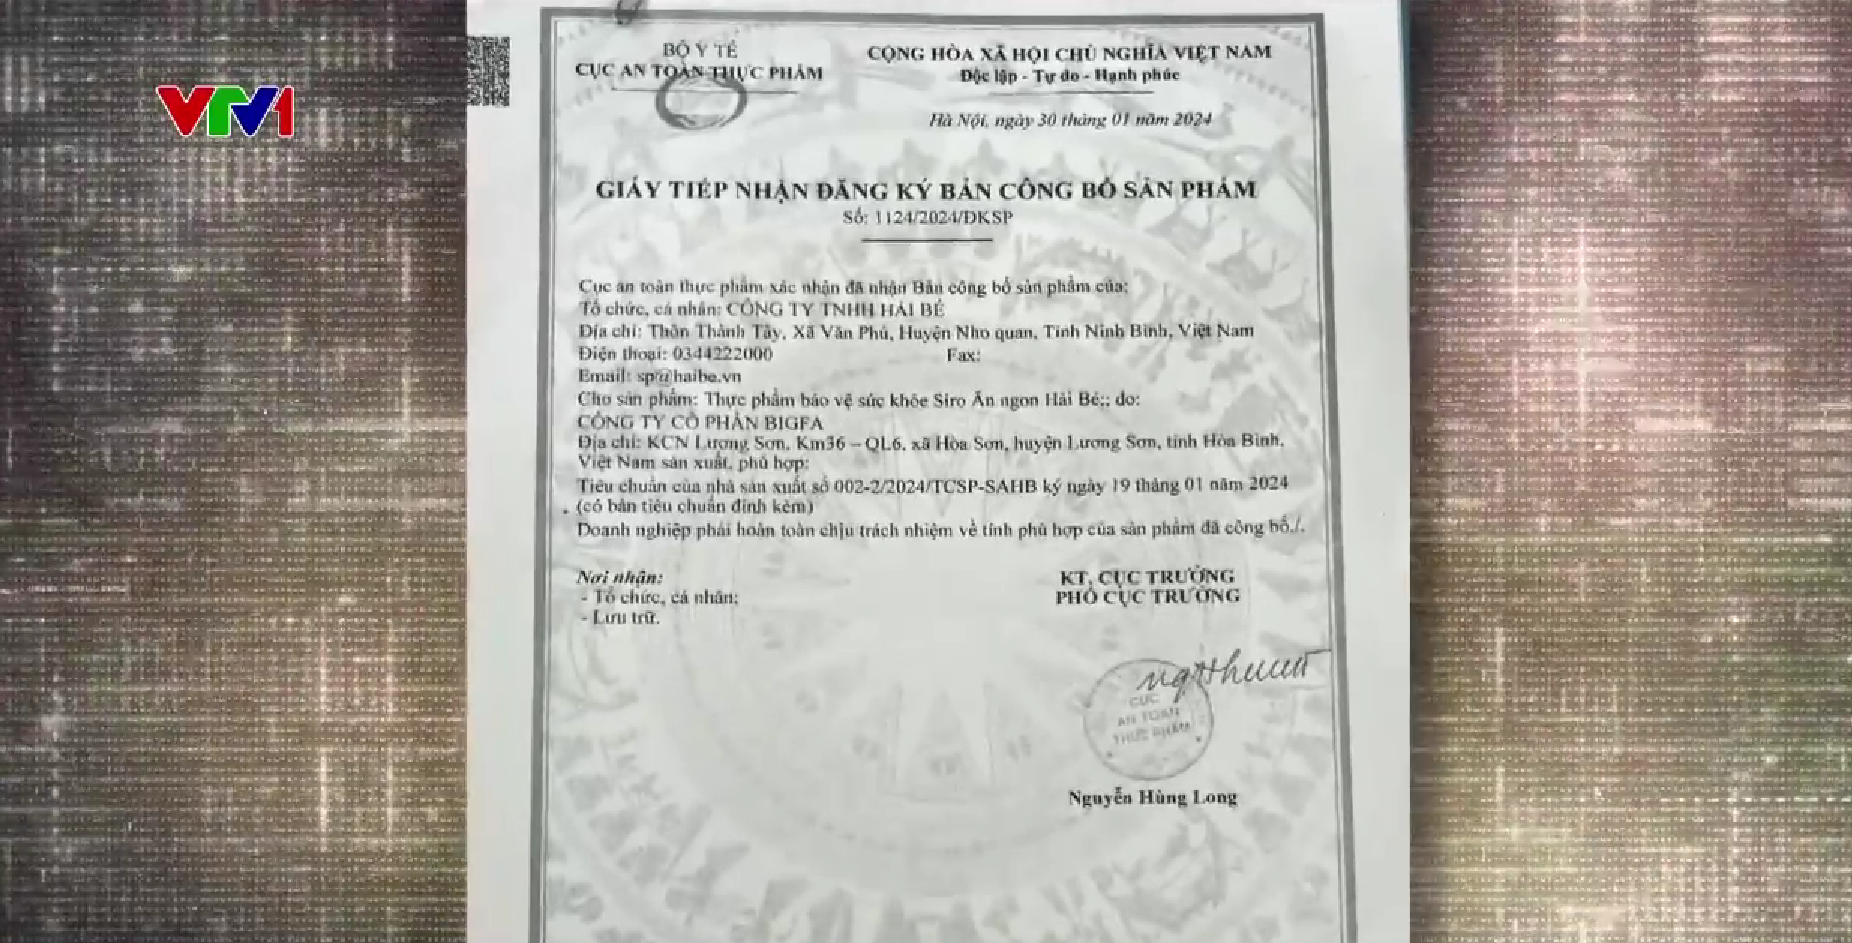 VTV1
BỘ Y TẾ
CỤC AN TOÀN THỰC PHẨM
CỘNG HÒA XÃ HỘI CHỦ NGHĨA VIỆT NAM
Độc lập - Tự do - Hạnh phúc
Hà Nội, ngày 30 tháng 01 năm 2024
GIẤY TIẾP NHẬN ĐĂNG KÝ BẢN CÔNG BỐ SẢN PHẨM
Số: 1124/2024/ĐKSP
Cục an toàn thực phẩm xác nhận đã nhận Bản công bố sản phẩm của:
Tổ chức, cá nhân: CÔNG TY TNHH HẢI BÉ
Địa chỉ: Thôn Thành Tây, Xã Văn Phú, Huyện Nho quan, Tỉnh Ninh Bình, Việt Nam
Điện thoại: 0344222000 Fax:
Email: sp@haibe.vn
Cho sản phẩm: Thực phẩm bảo vệ sức khỏe Siro Ăn ngon Hải Bé;; do:
CÔNG TY CỔ PHẦN BIGFA
Địa chỉ: KCN Lương Sơn, Km36 – QL6, xã Hòa Sơn, huyện Lương Sơn, tỉnh Hòa Bình,
Việt Nam sản xuất, phù hợp:
Tiêu chuẩn của nhà sản xuất số 002-2/2024/TCSP-SAHB ký ngày 19 tháng 01 năm 2024
(có bản tiêu chuẩn đính kèm)
Doanh nghiệp phải hoàn toàn chịu trách nhiệm về tính phù hợp của sản phẩm đã công bố./.
Nơi nhận:
- Tổ chức, cá nhân;
- Lưu trữ.
KT. CỤC TRƯỞNG
PHÓ CỤC TRƯỞNG
CỤC
AN TOÀN
THỰC PHẨM
Nguyễn Hùng Long